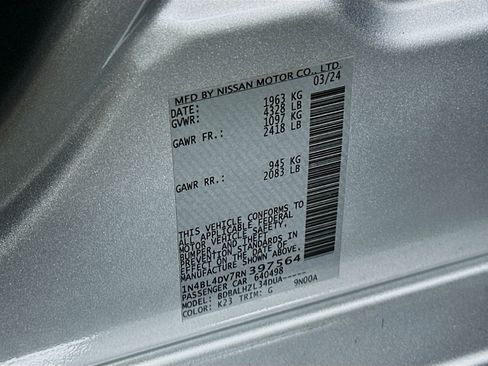 MFD BY NISSAN MOTOR CO., LTD.
DATE: 03/24
GVWR: 1963 KG
4328 LB
GAWR FR.: 1097 KG
2418 LB
GAWR RR.: 945 KG
2083 LB
THIS VEHICLE CONFORMS TO
ALL APPLICABLE FEDERAL
MOTOR VEHICLE SAFETY,
BUMPER, AND THEFT
PREVENTION STANDARDS IN
EFFECT ON THE DATE OF
MANUFACTURE SHOWN ABOVE.
1N4BL4DV7RN397564
PASSENGER CAR 640498
MODEL: BDRALHZL34DUA-----
COLOR: K23 TRIM: G 9N00A